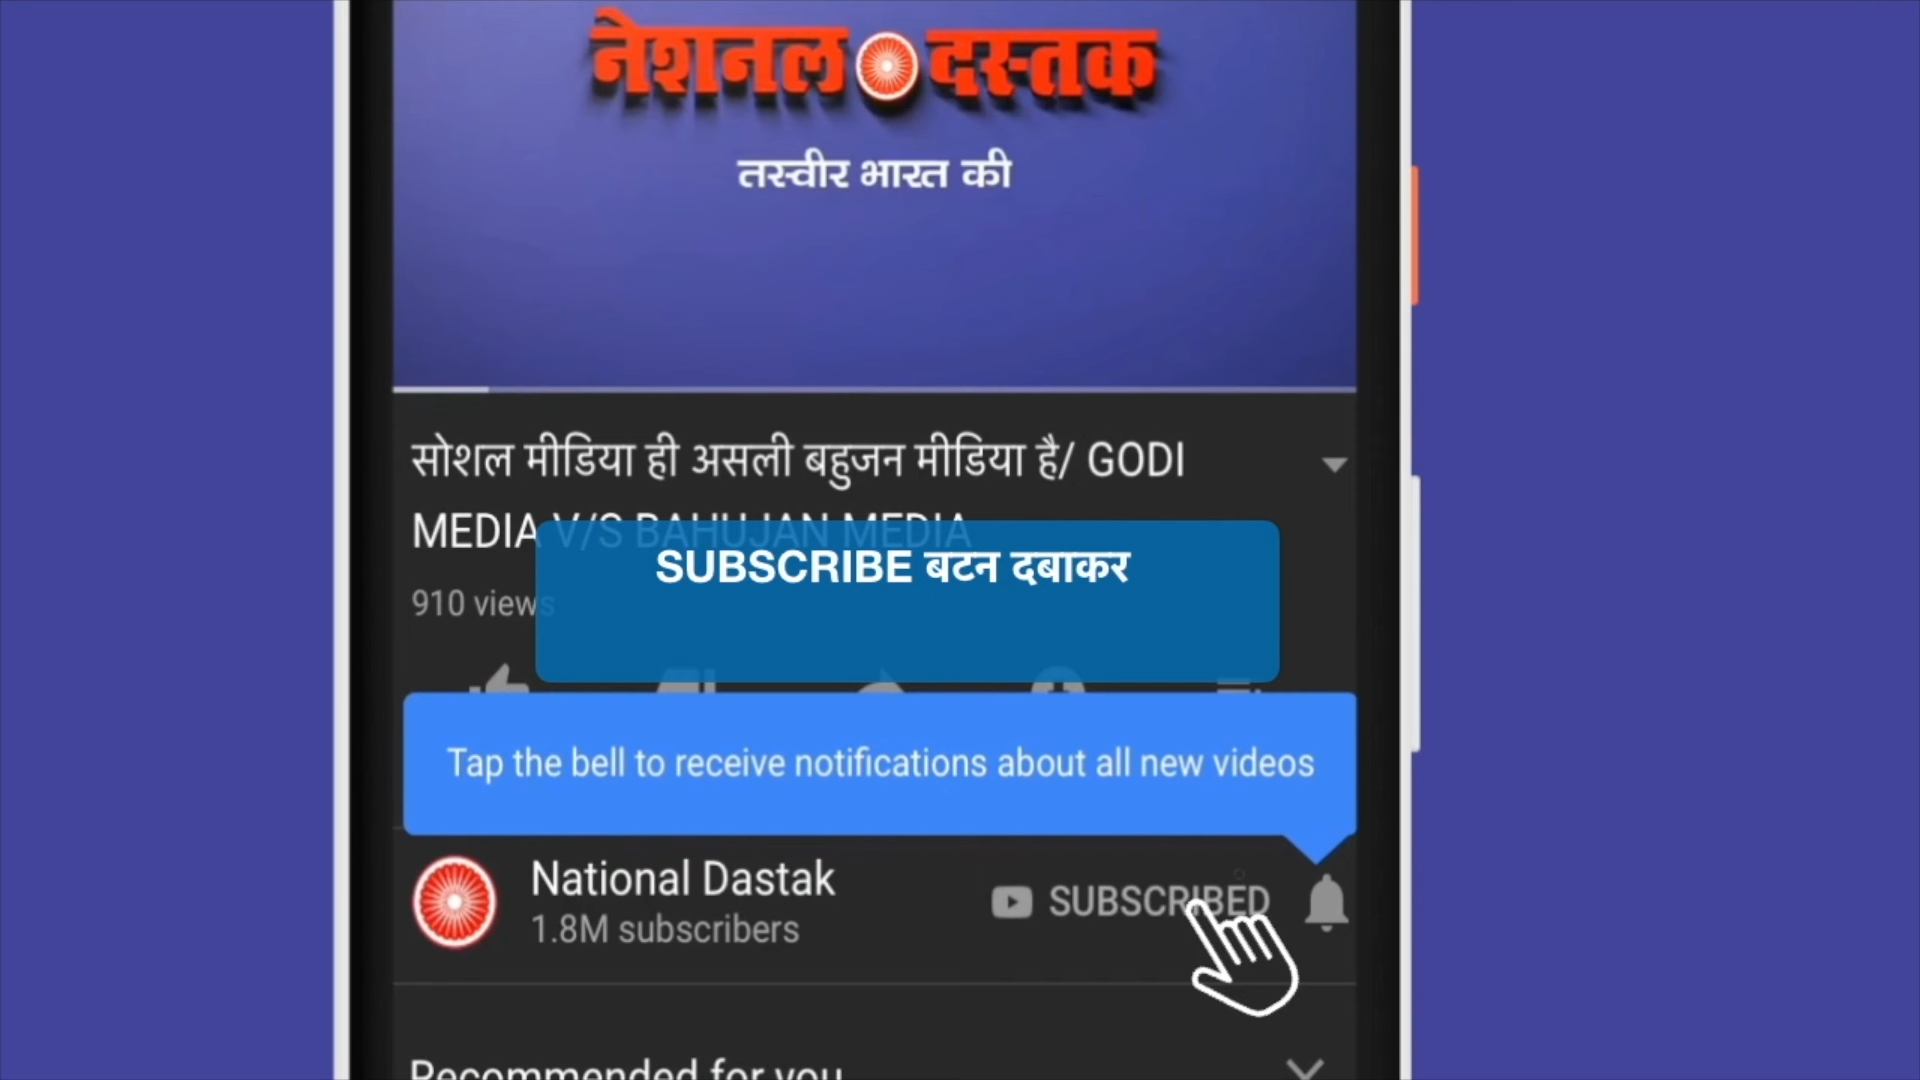 नेशनल दस्तक
तस्वीर भारत की
सोशल मीडिया ही असली बहुजन मीडिया है/ GODI
MEDIA V/S BAHUJAN MEDIA
SUBSCRIBE बटन दबाकर
910 views
Tap the bell to receive notifications about all new videos
National Dastak
SUBSCRIBED
1.8M subscribers
Recommended for you